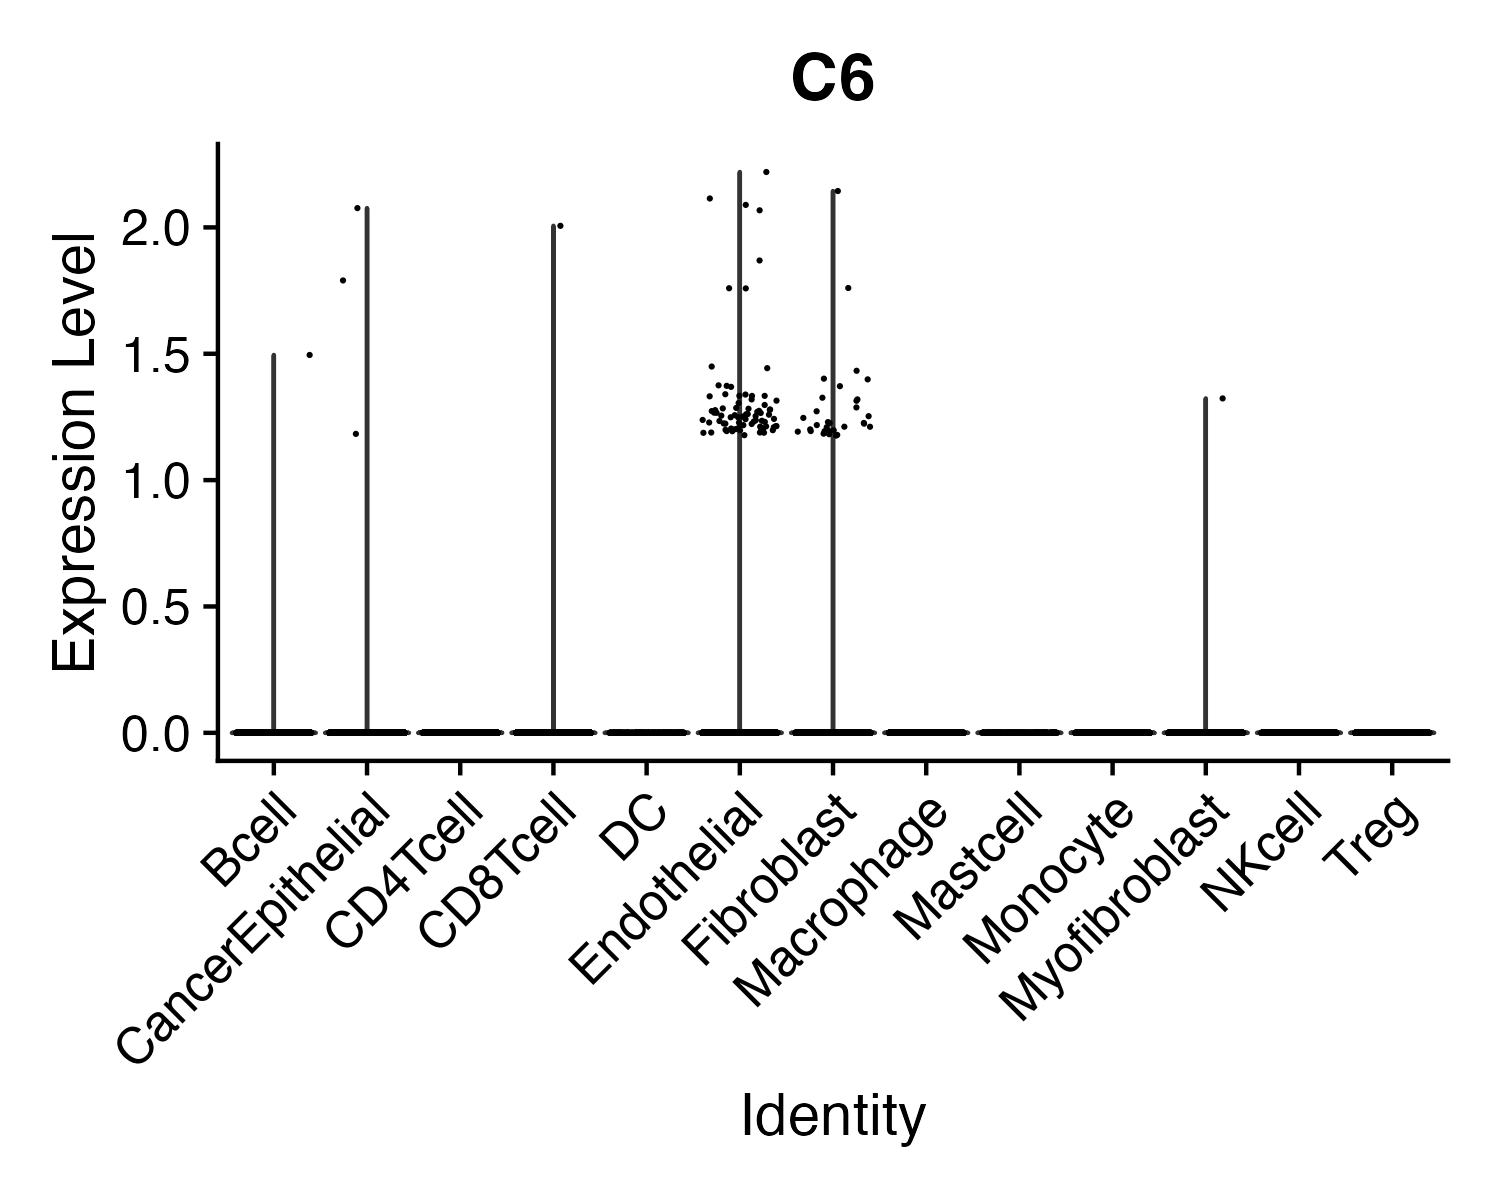 C6
Expression Level
2.0
1.5
1.0
0.5
0.0
Bcell
CancerEpithelial
CD4Tcell
CD8Tcell
DC
Endothelial
Fibroblast
Macrophage
Mastcell
Monocyte
Myofibroblast
NKcell
Treg
Identity